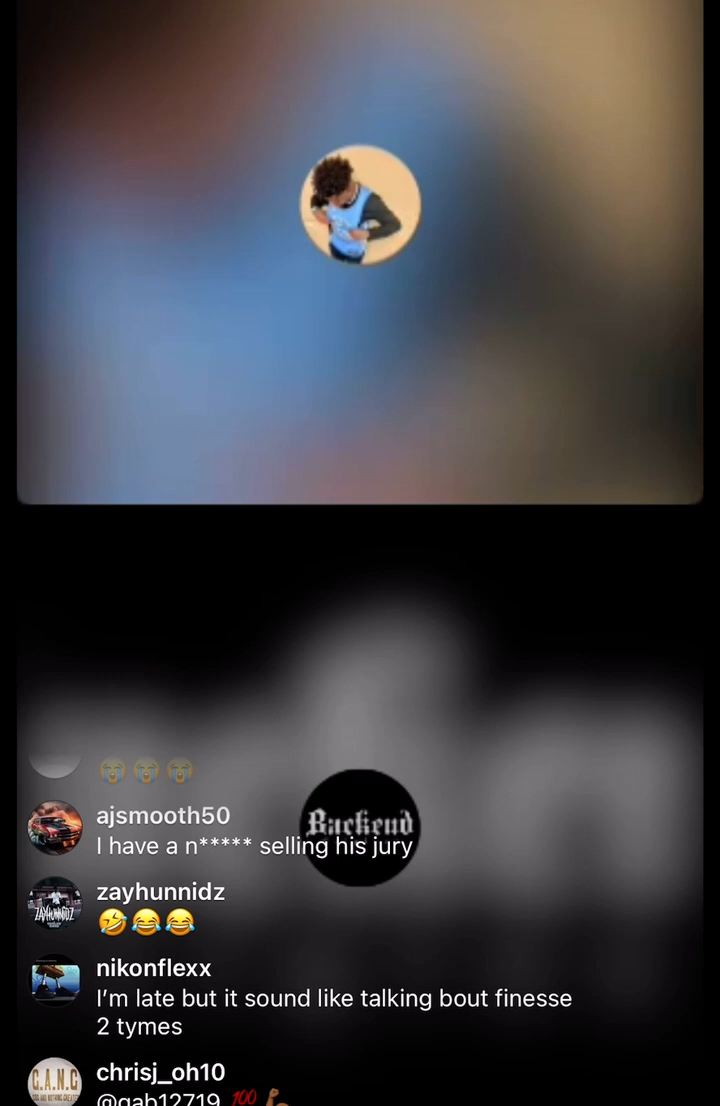 😭 😭 😭
Backend
ajsmooth50
I have a n***** selling his jury
zayhunnidz
🤣😂😂
ZAYHUNNIDZ
nikonflexx
I'm late but it sound like talking bout finesse
2 tymes
chrisj_oh10
G.A.N.G
@gab12719 💯 💪🏾